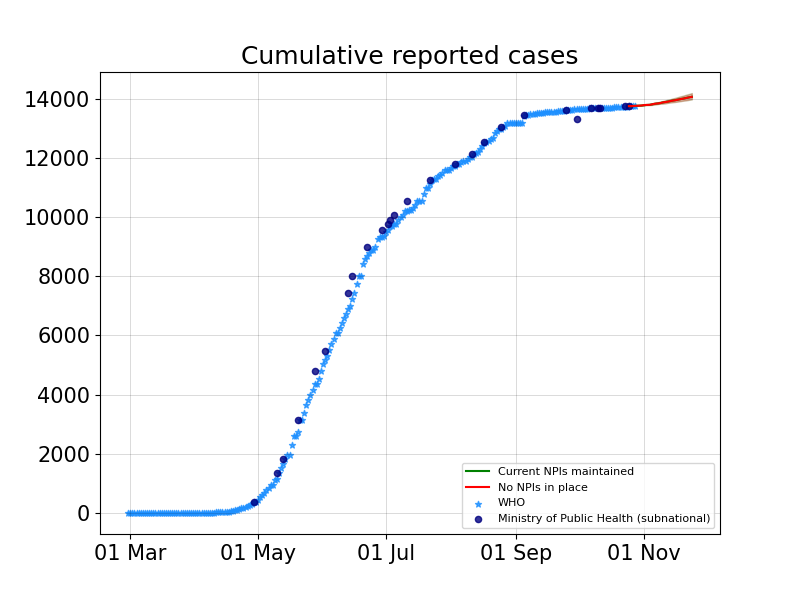 Cumulative reported cases
14000
12000
10000
8000
6000
4000
2000
0
Current NPIs maintained
No NPIs in place
WHO
Ministry of Public Health (subnational)
01 Mar 01 May 01 Jul 01 Sep 01 Nov